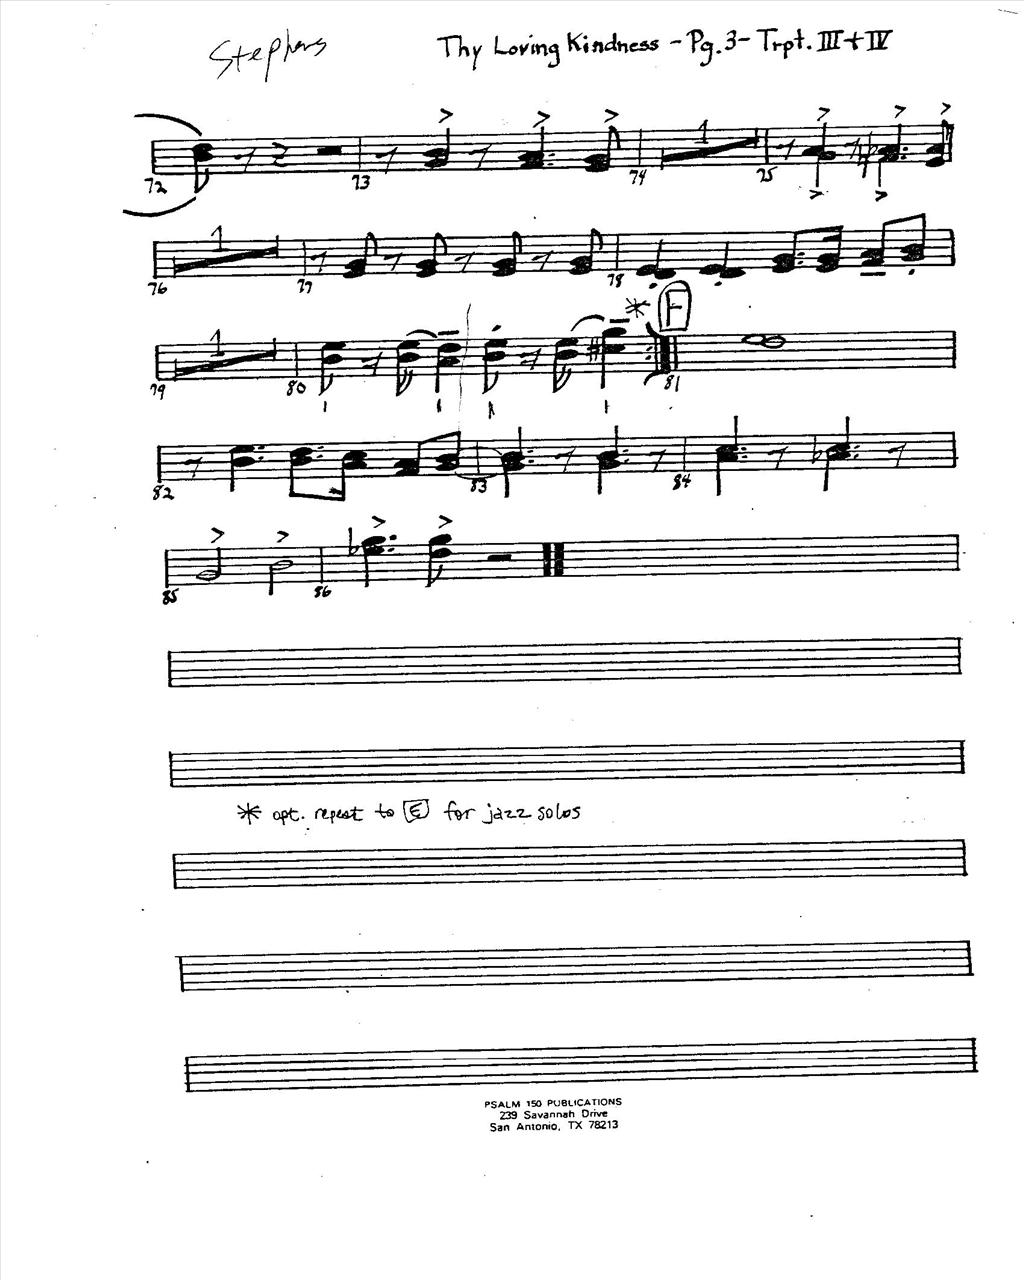 Stephens
Thy Loving Kindness - Pg. 3 - Trpt. III + IV
72 73 1 74 75
1 76 77 78
1 79 80 * F 81
82 83 84
85 86
* opt. repeat to E for jazz solos
PSALM 150 PUBLICATIONS
239 Savannah Drive
San Antonio, TX 78213